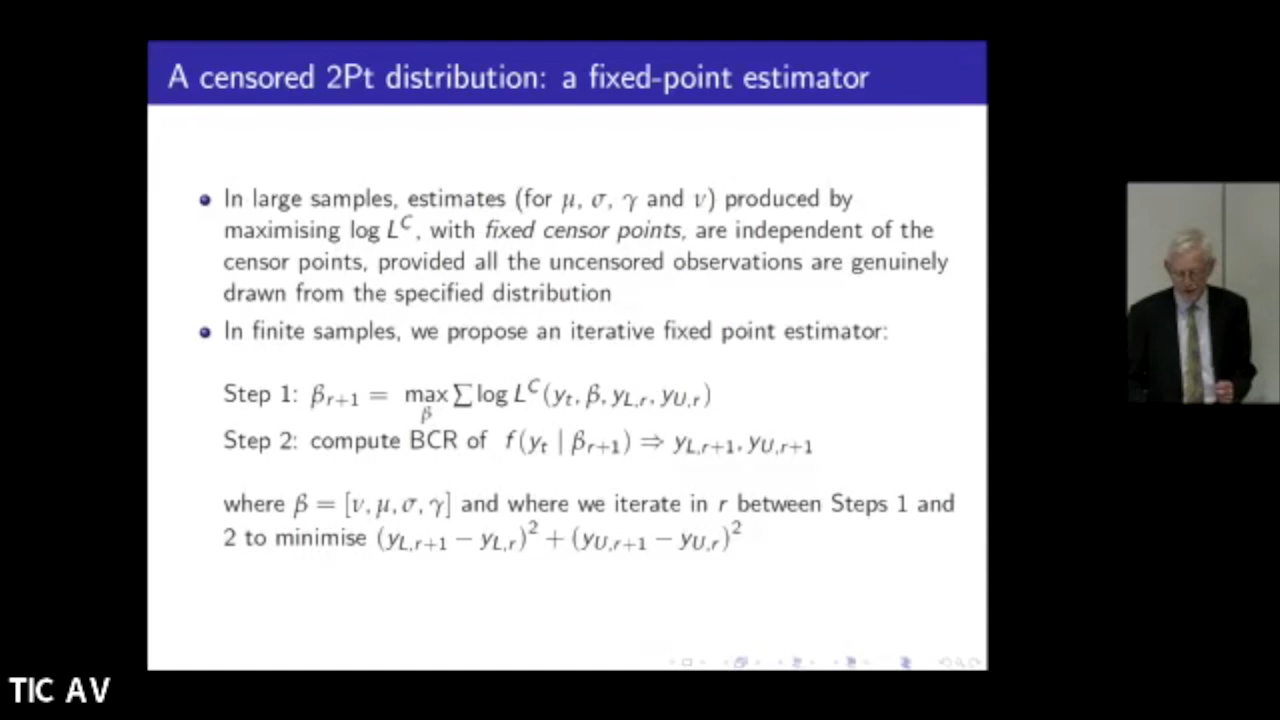 A censored 2Pt distribution: a fixed-point estimator
In large samples, estimates (for μ, σ, γ and ν) produced by
maximising log L^C, with fixed censor points, are independent of the
censor points, provided all the uncensored observations are genuinely
drawn from the specified distribution
In finite samples, we propose an iterative fixed point estimator:
Step 1: β_{r+1} = max_β ∑ log L^C(y_t, β, y_{L,r}, y_{U,r})
Step 2: compute BCR of f(y_t | β_{r+1}) ⇒ y_{L,r+1}, y_{U,r+1}
where β = [ν, μ, σ, γ] and where we iterate in r between Steps 1 and
2 to minimise (y_{L,r+1} − y_{L,r})^2 + (y_{U,r+1} − y_{U,r})^2
TIC AV